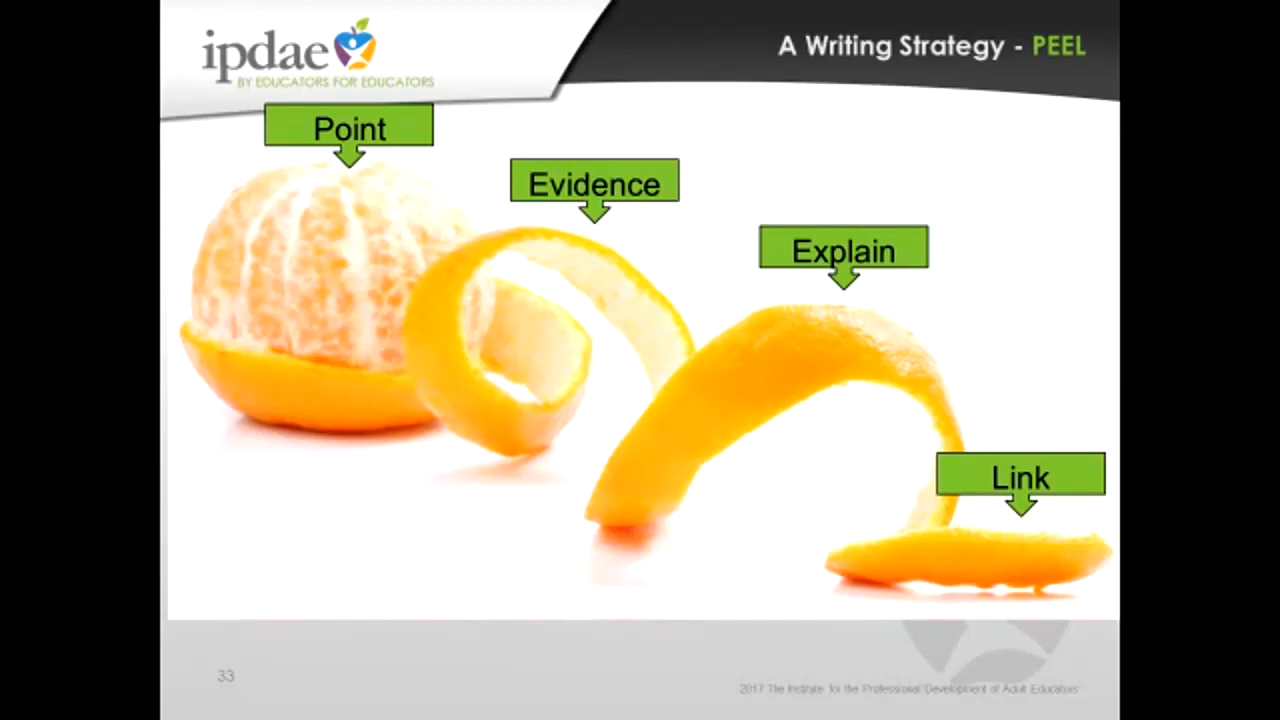 ipdae
BY EDUCATORS FOR EDUCATORS
A Writing Strategy - PEEL
Point
Evidence
Explain
Link
33
2017 The Institute for the Professional Development of Adult Educators